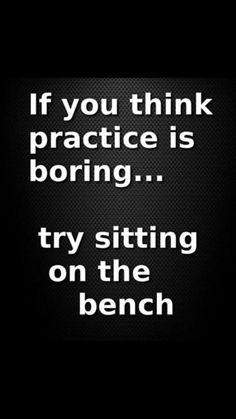 If you think
practice is
boring...
try sitting
on the
bench